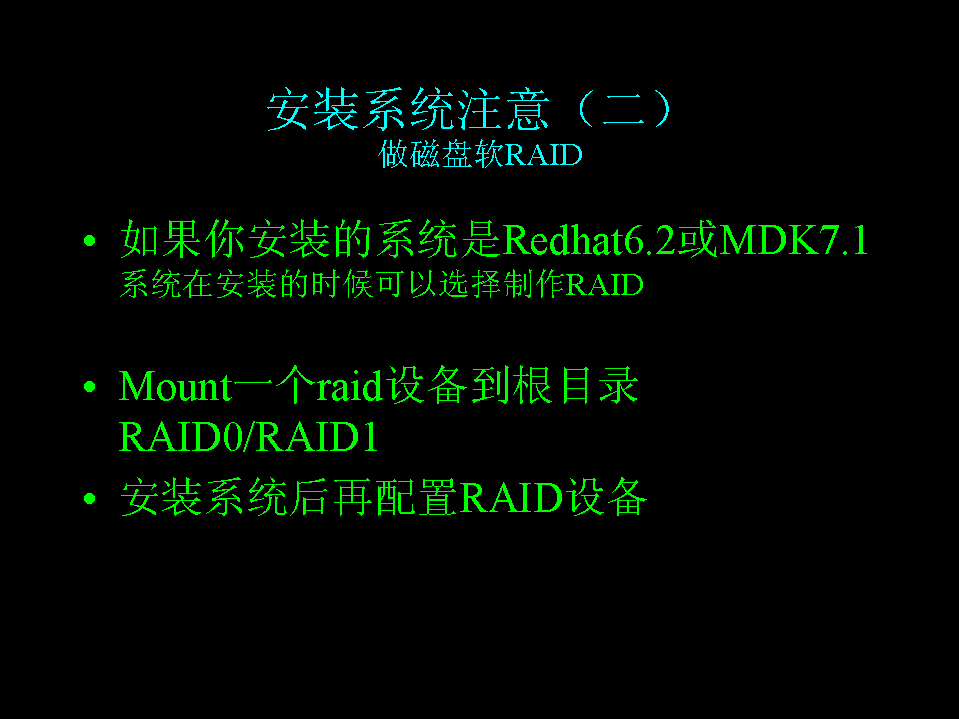 安装系统注意（二）
做磁盘软RAID
• 如果你安装的系统是Redhat6.2或MDK7.1
系统在安装的时候可以选择制作RAID
• Mount一个raid设备到根目录
RAID0/RAID1
• 安装系统后再配置RAID设备